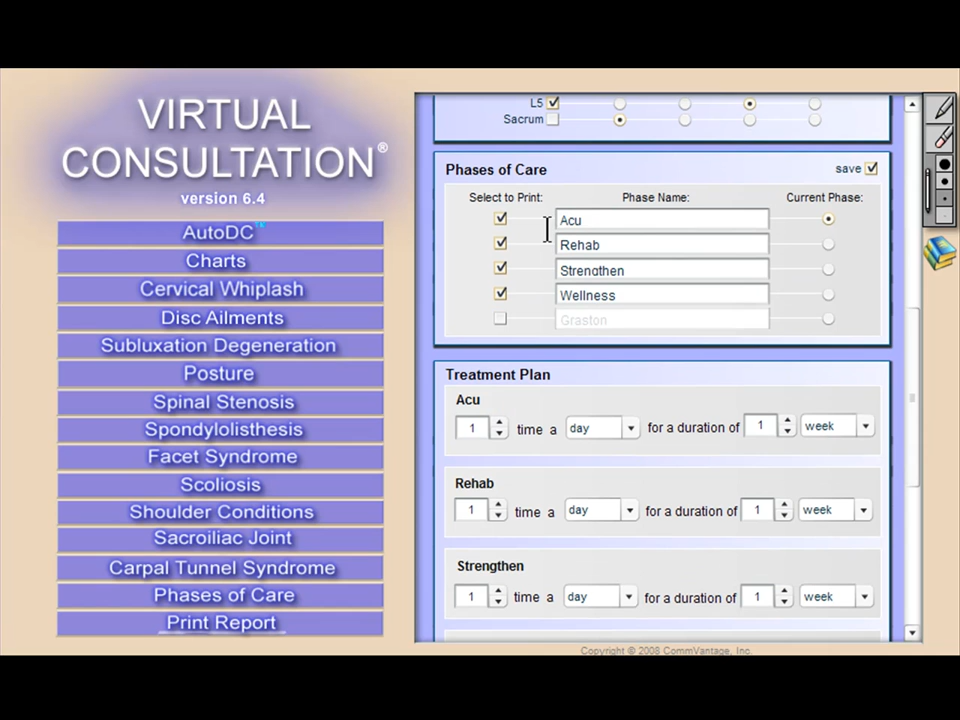 VIRTUAL
CONSULTATION®
version 6.4
AutoDC
Charts
Cervical Whiplash
Disc Ailments
Subluxation Degeneration
Posture
Spinal Stenosis
Spondylolisthesis
Facet Syndrome
Scoliosis
Shoulder Conditions
Sacroiliac Joint
Carpal Tunnel Syndrome
Phases of Care
Print Report
L5
Sacrum
Phases of Care save
Select to Print: Phase Name: Current Phase:
Acu
Rehab
Strengthen
Wellness
Graston
Treatment Plan
Acu
1 time a day for a duration of 1 week
Rehab
1 time a day for a duration of 1 week
Strengthen
1 time a day for a duration of 1 week
Copyright © 2008 CommVantage, Inc.